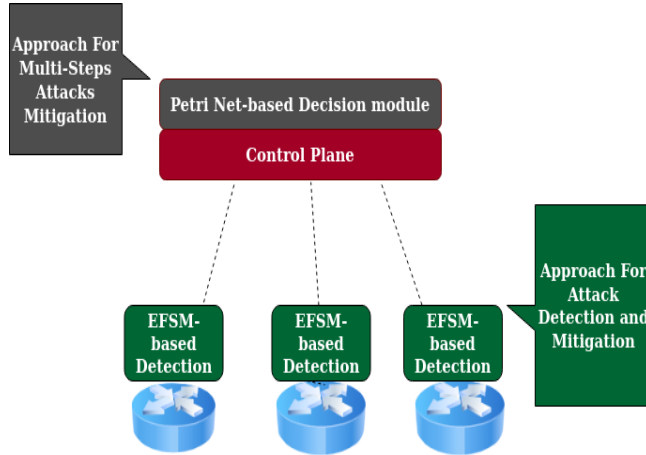 Approach For
Multi-Steps
Attacks
Mitigation
Petri Net-based Decision module
Control Plane
Approach For
Attack
Detection and
Mitigation
EFSM-
based
Detection
EFSM-
based
Detection
EFSM-
based
Detection